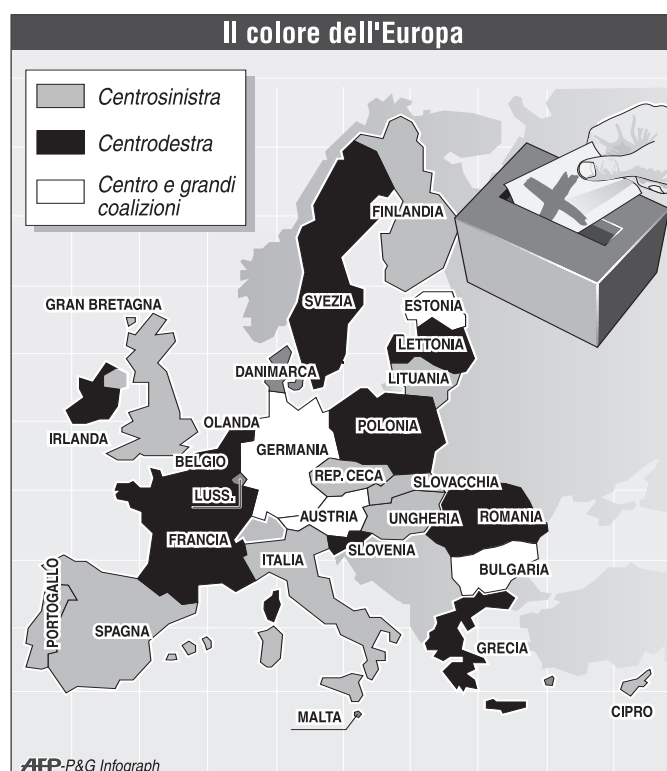 Il colore dell'Europa
Centrosinistra
Centrodestra
Centro e grandi
coalizioni
FINLANDIA
SVEZIA
ESTONIA
GRAN BRETAGNA
LETTONIA
DANIMARCA
LITUANIA
OLANDA
POLONIA
IRLANDA
GERMANIA
BELGIO
REP. CECA
SLOVACCHIA
LUSS.
AUSTRIA
UNGHERIA
ROMANIA
FRANCIA
SLOVENIA
ITALIA
BULGARIA
PORTOGALLO
SPAGNA
GRECIA
MALTA
CIPRO
AFP-P&G Infograph